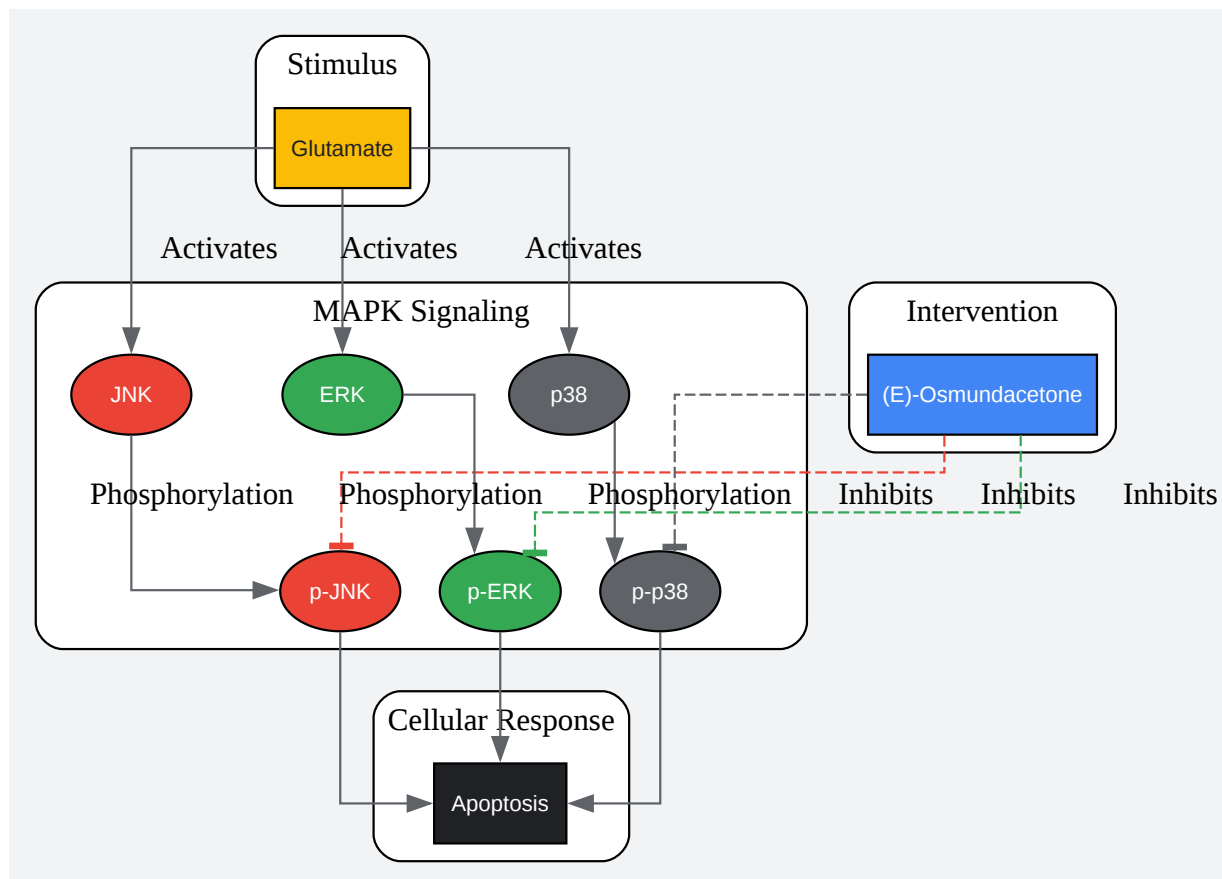 Stimulus
Glutamate
Activates
Activates
Activates
MAPK Signaling
Intervention
JNK
ERK
p38
(E)-Osmundacetone
Phosphorylation
Phosphorylation
Phosphorylation
Inhibits
Inhibits
Inhibits
p-JNK
p-ERK
p-p38
Cellular Response
Apoptosis